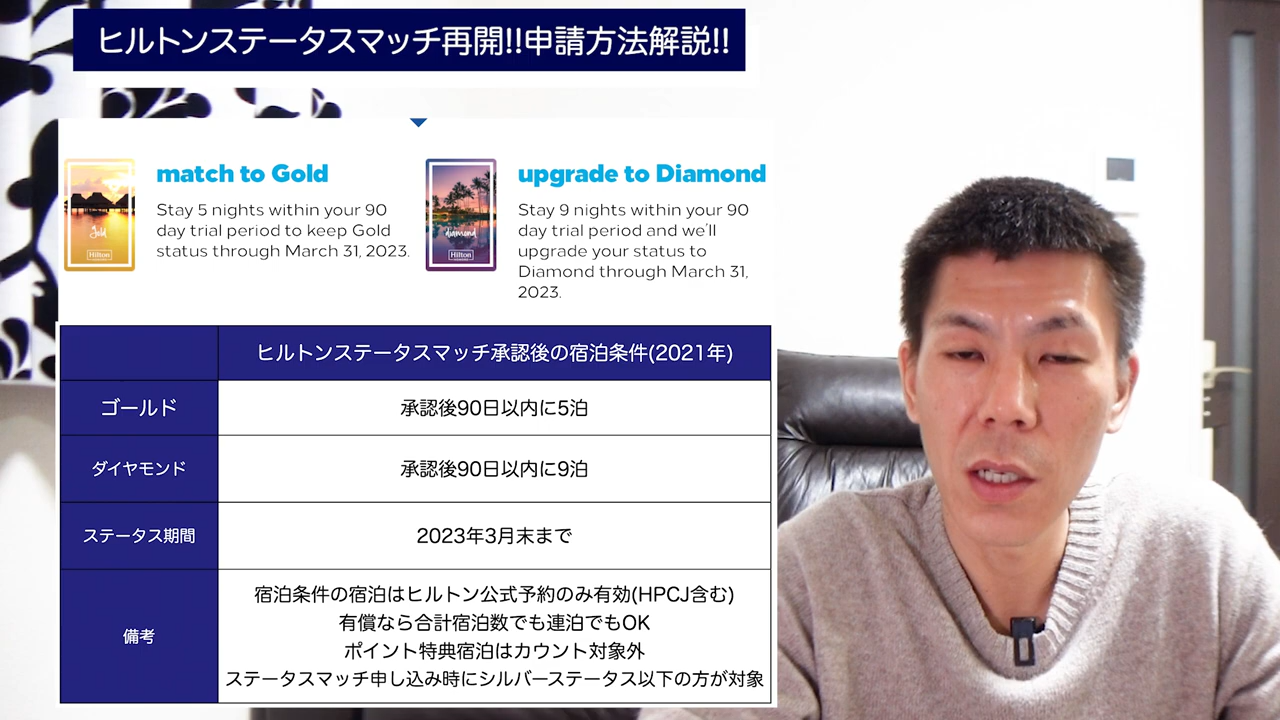 ヒルトンステータスマッチ再開!!申請方法解説!!
match to Gold
Stay 5 nights within your 90
day trial period to keep Gold
status through March 31, 2023.
Gold
Hilton
upgrade to Diamond
Stay 9 nights within your 90
day trial period and we'll
upgrade your status to
Diamond through March 31,
2023.
diamond
Hilton
ヒルトンステータスマッチ承認後の宿泊条件(2021年)
ゴールド
承認後90日以内に5泊
ダイヤモンド
承認後90日以内に9泊
ステータス期間
2023年3月末まで
備考
宿泊条件の宿泊はヒルトン公式予約のみ有効(HPCJ含む)
有償なら合計宿泊数でも連泊でもOK
ポイント特典宿泊はカウント対象外
ステータスマッチ申し込み時にシルバーステータス以下の方が対象